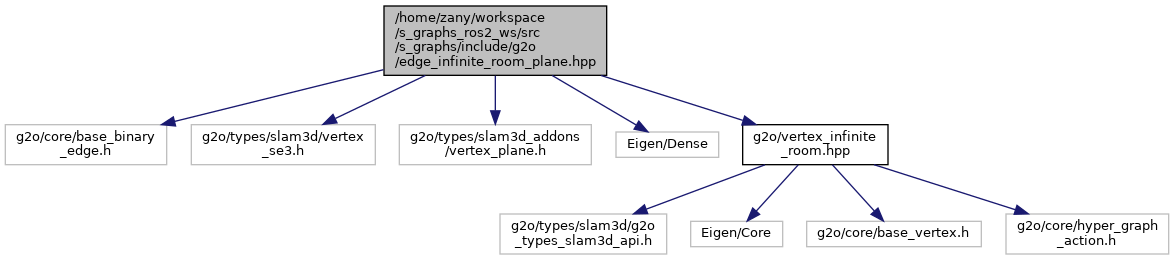 /home/zany/workspace
/s_graphs_ros2_ws/src
/s_graphs/include/g2o
/edge_infinite_room_plane.hpp
g2o/core/base_binary
_edge.h
g2o/types/slam3d/vertex
_se3.h
g2o/types/slam3d_addons
/vertex_plane.h
Eigen/Dense
g2o/vertex_infinite
_room.hpp
g2o/types/slam3d/g2o
_types_slam3d_api.h
Eigen/Core
g2o/core/base_vertex.h
g2o/core/hyper_graph
_action.h